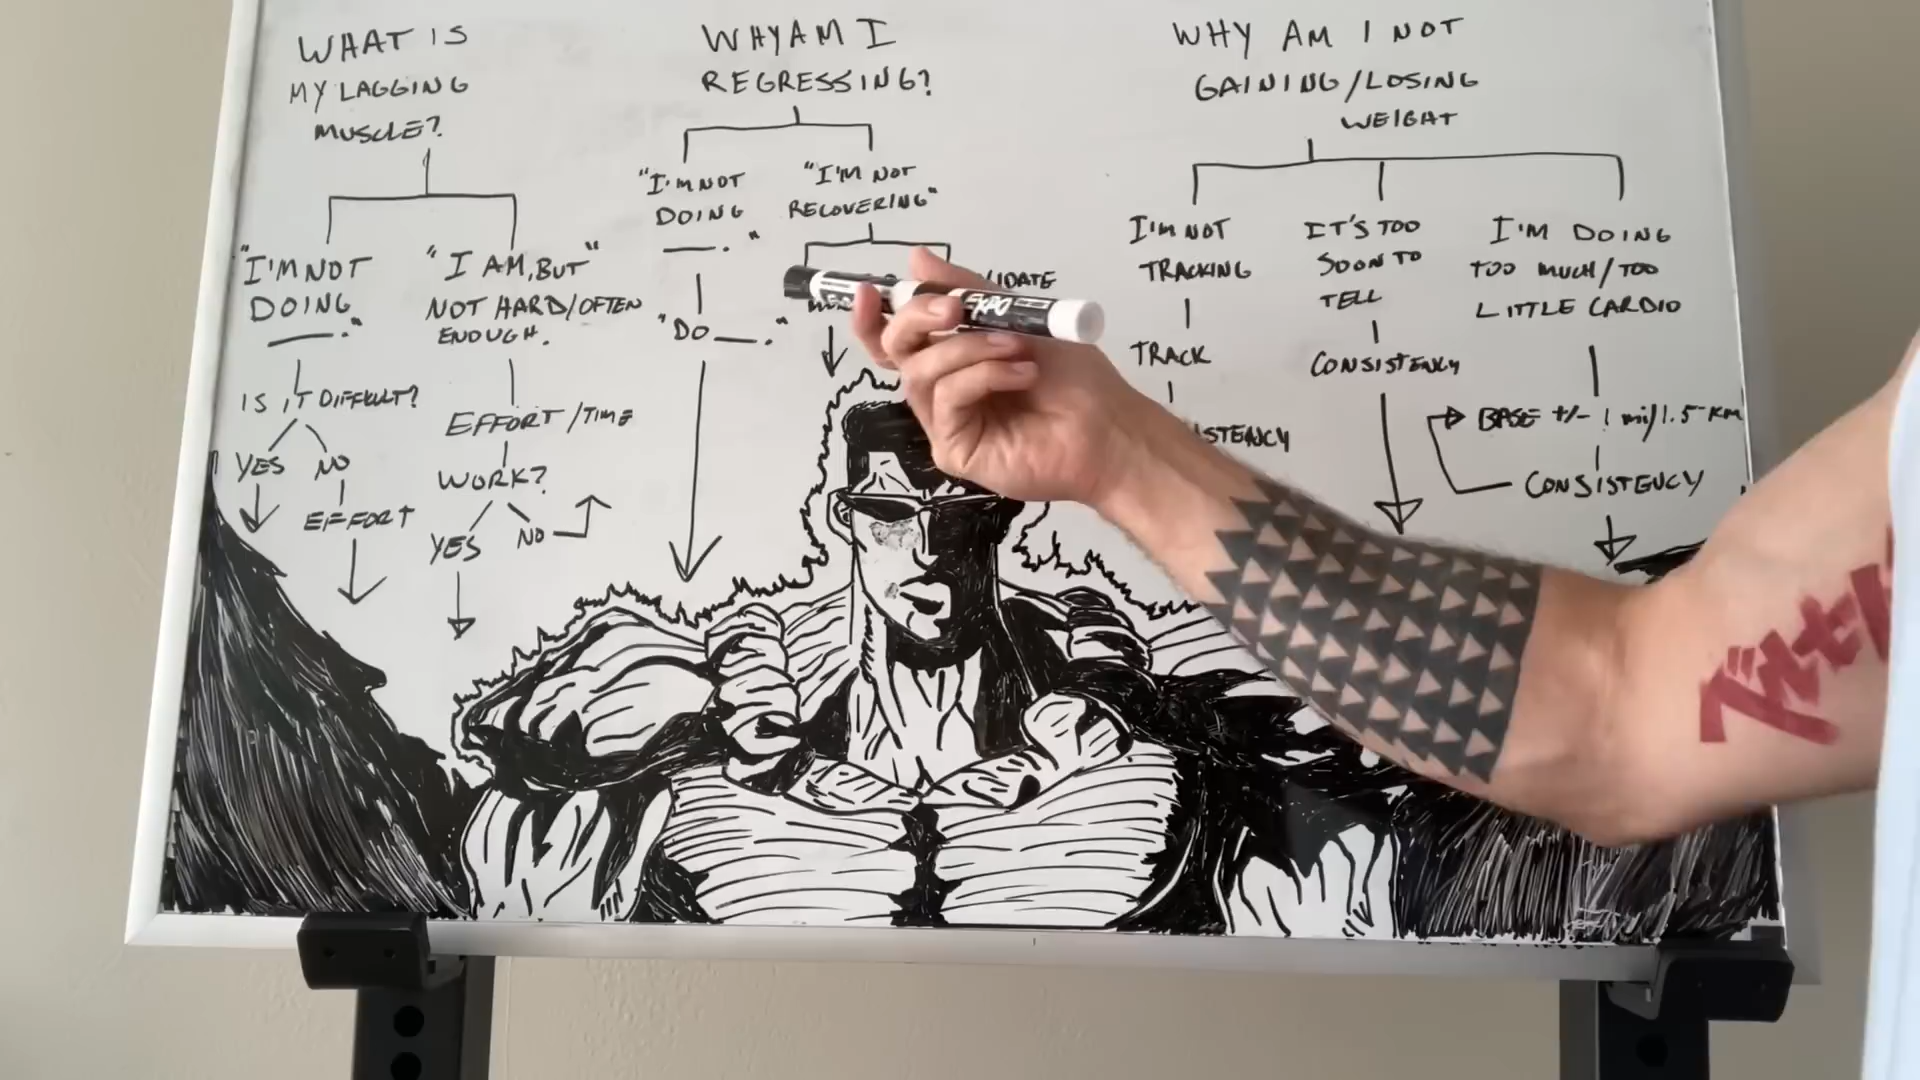 WHAT IS
MY LAGGING
MUSCLE?
"I'M NOT
DOING
___."
IS IT DIFFICULT?
YES NO
EFFORT
"I AM, BUT"
NOT HARD/OFTEN
ENOUGH.
EFFORT/TIME
WORK?
YES NO
WHY AM I
REGRESSING?
"I'M NOT
DOING
___."
"DO ___."
"I'M NOT
RECOVERING"
WHY AM I NOT
GAINING/LOSING
WEIGHT
I'M NOT
TRACKING
TRACK
IT'S TOO
SOON TO
TELL
CONSISTENCY
I'M DOING
TOO MUCH/TOO
LITTLE CARDIO
BASE +/- 1 mi/1.5 KM
CONSISTENCY
EXPO